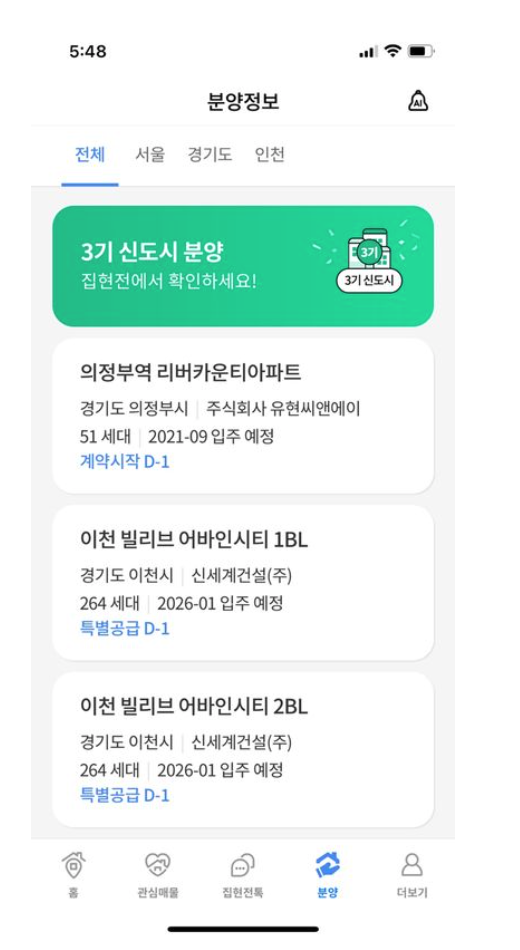 5:48
분양정보
AI
전체 서울 경기도 인천
3기 신도시 분양
집현전에서 확인하세요!
3기
3기 신도시
의정부역 리버카운티아파트
경기도 의정부시 | 주식회사 유현씨앤에이
51 세대 | 2021-09 입주 예정
계약시작 D-1
이천 빌리브 어바인시티 1BL
경기도 이천시 | 신세계건설(주)
264 세대 | 2026-01 입주 예정
특별공급 D-1
이천 빌리브 어바인시티 2BL
경기도 이천시 | 신세계건설(주)
264 세대 | 2026-01 입주 예정
특별공급 D-1
홈 관심매물 집현전톡 분양 더보기